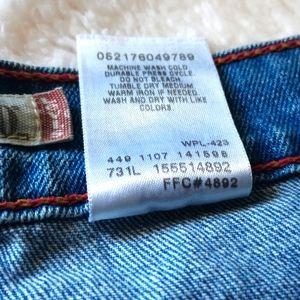 052176049789
MACHINE WASH COLD
DURABLE PRESS CYCLE.
DO NOT BLEACH.
TUMBLE DRY MEDIUM
WARM IRON IF NEEDED.
WASH AND DRY WITH LIKE
COLORS.
WPL-423
449 1107 141598
731L 155514892
FFC#4892